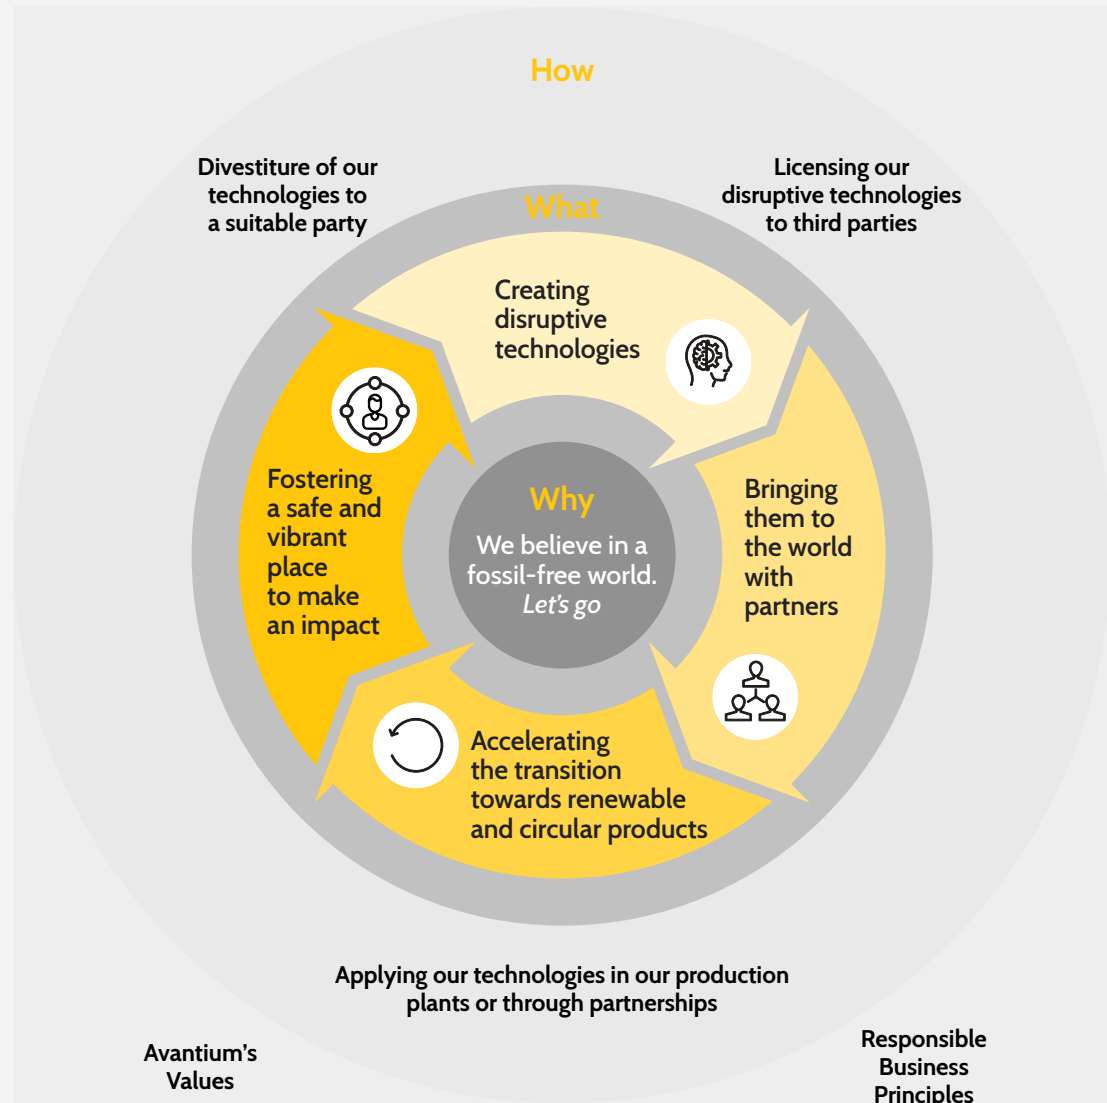 How
Divestiture of our
technologies to
a suitable party
Licensing our
disruptive technologies
to third parties
What
Creating
disruptive
technologies
Bringing
them to
the world
with
partners
Accelerating
the transition
towards renewable
and circular products
Fostering
a safe and
vibrant
place
to make
an impact
Why
We believe in a
fossil-free world.
Let's go
Applying our technologies in our production
plants or through partnerships
Avantium's
Values
Responsible
Business
Principles